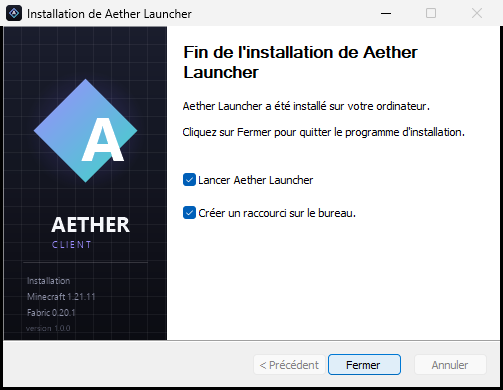 Installation de Aether Launcher
Fin de l'installation de Aether
Launcher
Aether Launcher a été installé sur votre ordinateur.
Cliquez sur Fermer pour quitter le programme d'installation.
Lancer Aether Launcher
Créer un raccourci sur le bureau.
A
AETHER
CLIENT
Installation
Minecraft 1.21.11
Fabric 0.20.1
version 1.0.0
< Précédent
Fermer
Annuler